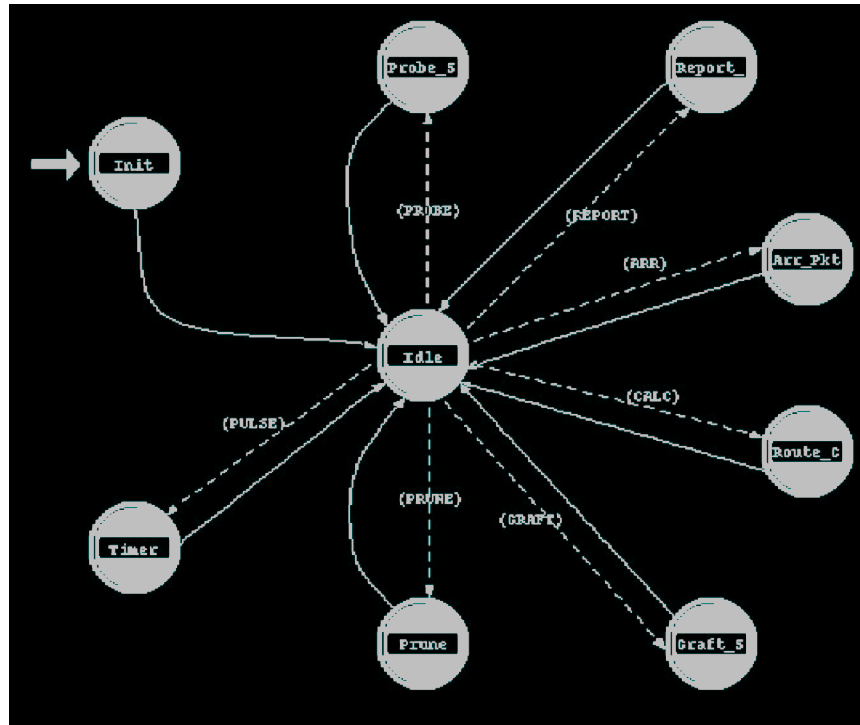 Probe_S
Report_
Init
(PROBE)
(REPORT)
(ARR)
Arr_Pkt
Idle
(CALC)
(PULSE)
Route_C
(PRUNE)
(GRAFT)
Timer
Prune
Graft_S